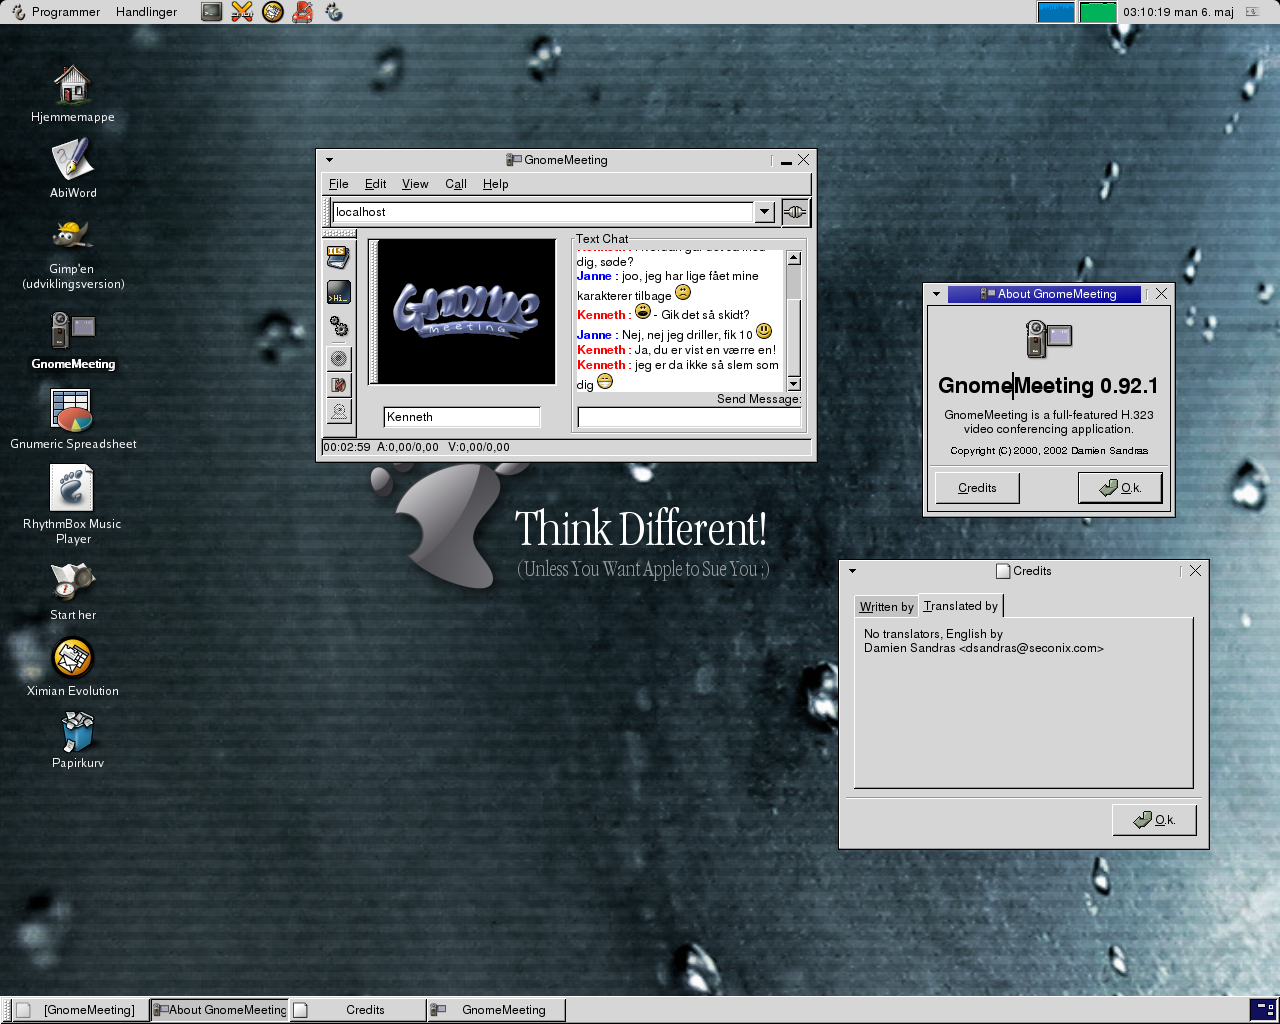 Programmer
Handlinger
03:10:19 man 6. maj
Hjemmemappe
AbiWord
Gimp'en
(udviklingsversion)
GnomeMeeting
Gnumeric Spreadsheet
RhythmBox Music
Player
Start her
Ximian Evolution
Papirkurv
GnomeMeeting
File Edit View Call Help
localhost
GNOME
MEETING
Kenneth
Text Chat
dig, søde?
Janne : joo, jeg har lige fået mine
karakterer tilbage
Kenneth : - Gik det så skidt?
Janne : Nej, nej jeg driller, fik 10
Kenneth : Ja, du er vist en værre en!
Kenneth : jeg er da ikke så slem som
dig
Send Message:
00:02:59 A:0,00/0,00 V:0,00/0,00
Think Different!
(Unless You Want Apple to Sue You ;)
About GnomeMeeting
GnomeMeeting 0.92.1
GnomeMeeting is a full-featured H.323
video conferencing application.
Copyright (C) 2000, 2002 Damien Sandras
Credits
O.k.
Credits
Written by
Translated by
No translators, English by
Damien Sandras <dsandras@seconix.com>
O.k.
[GnomeMeeting]
About GnomeMeeting
Credits
GnomeMeeting